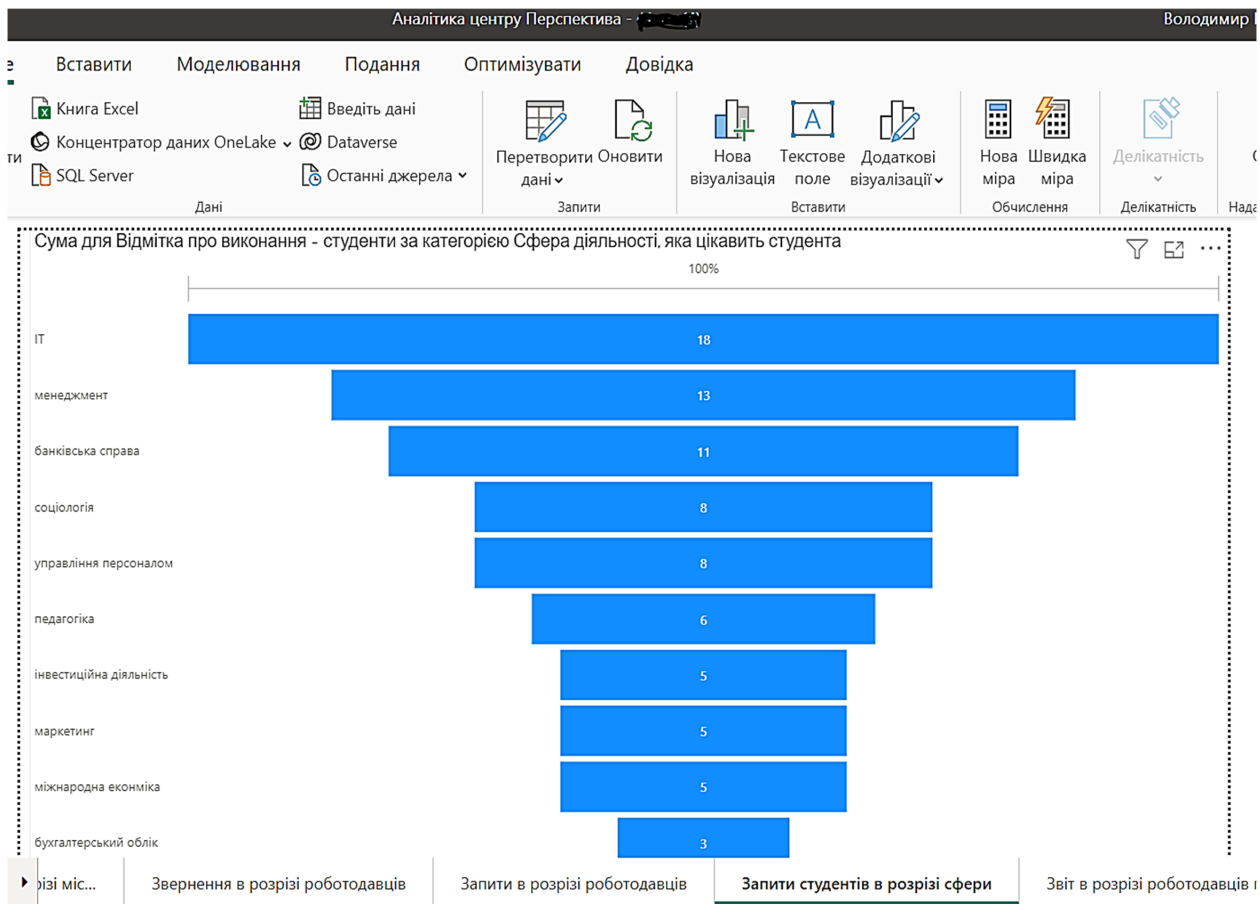 Аналітика центру Перспектива -
Володимир
е Вставити Моделювання Подання Оптимізувати Довідка
Книга Excel
Концентратор даних OneLake
SQL Server
Введіть дані
Dataverse
Останні джерела
Дані
Перетворити дані
Оновити
Запити
Нова візуалізація
Текстове поле
Додаткові візуалізації
Вставити
Нова міра
Швидка міра
Обчислення
Делікатність
Делікатність
Сума для Відмітка про виконання - студенти за категорією Сфера діяльності, яка цікавить студента
100%
ІТ 18
менеджмент 13
банківська справа 11
соціологія 8
управління персоналом 8
педагогіка 6
інвестиційна діяльність 5
маркетинг 5
міжнародна еконміка 5
бухгалтерський облік 3
різі міс... Звернення в розрізі роботодавців Запити в розрізі роботодавців Запити студентів в розрізі сфери Звіт в розрізі роботодавців